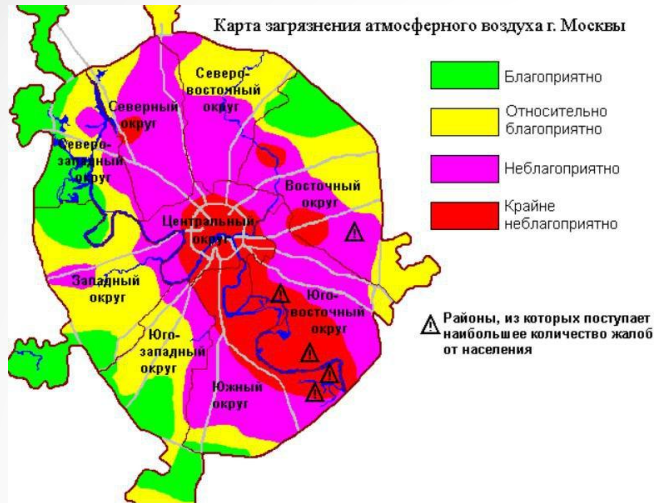 Карта загрязнения атмосферного воздуха г. Москвы
Благоприятно
Относительно
благоприятно
Неблагоприятно
Крайне
неблагоприятно
Районы, из которых поступает
наибольшее количество жалоб
от населения
Северо-
восточный
округ
Северный
округ
Северо-
западный
округ
Восточный
округ
Центральный
округ
Западный
округ
Юго-
восточный
округ
Юго-
западный
округ
Южный
округ